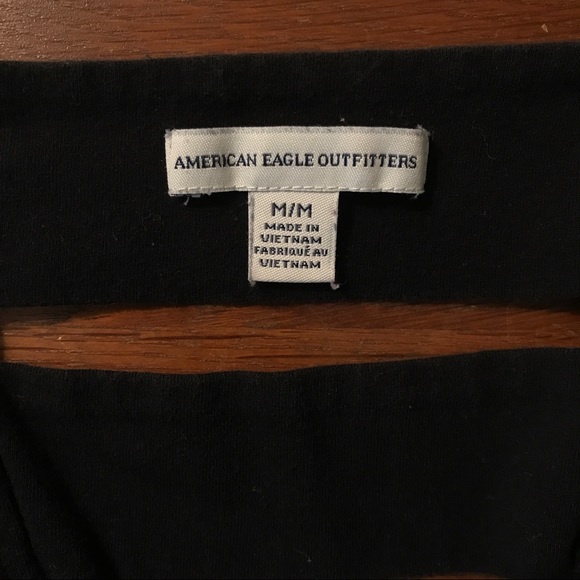 AMERICAN EAGLE OUTFITTERS
M/M
MADE IN
VIETNAM
FABRIQUÉ AU
VIETNAM